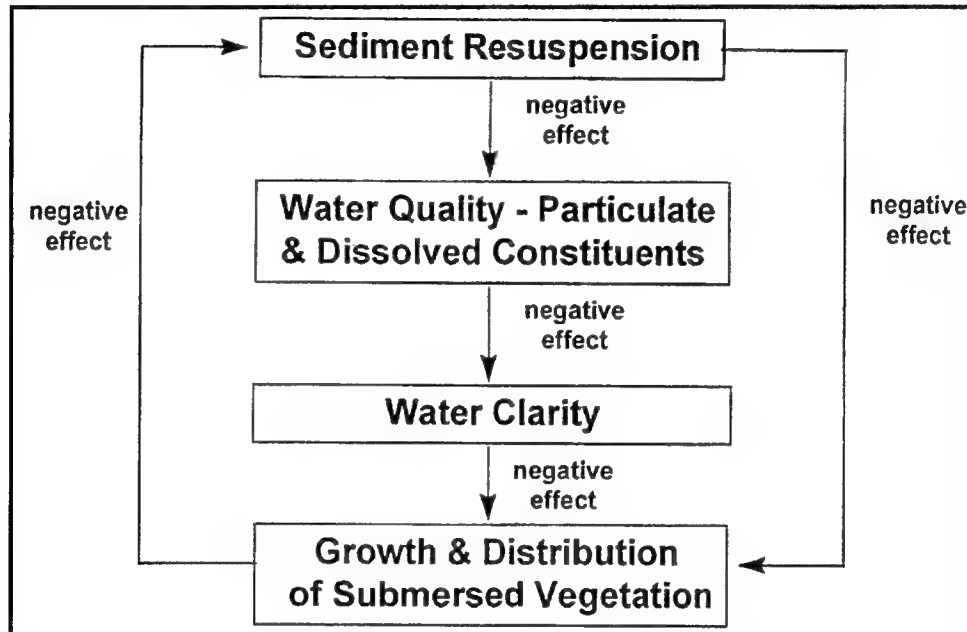 Sediment Resuspension
negative
effect
Water Quality - Particulate
& Dissolved Constituents
negative
effect
negative
effect
negative
effect
Water Clarity
negative
effect
Growth & Distribution
of Submersed Vegetation